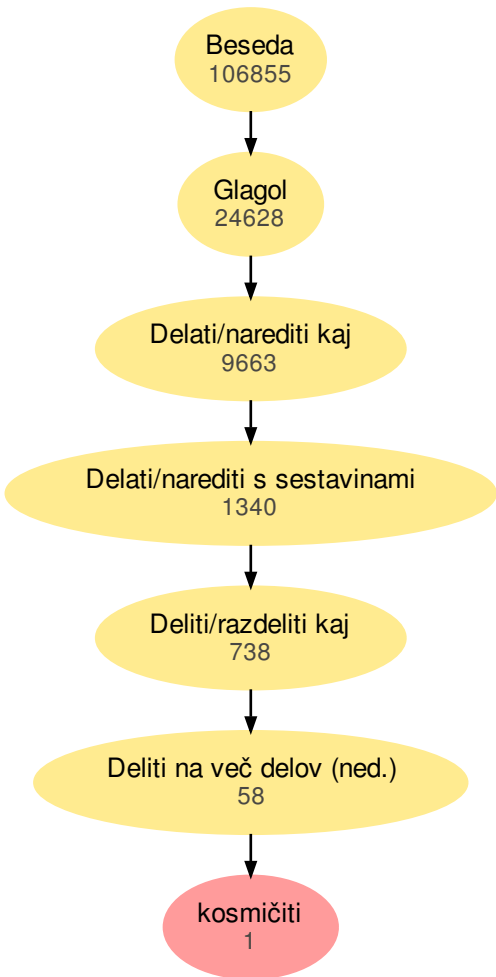 Beseda
106855
Glagol
24628
Delati/narediti kaj
9663
Delati/narediti s sestavinami
1340
Deliti/razdeliti kaj
738
Deliti na več delov (ned.)
58
kosmičiti
1